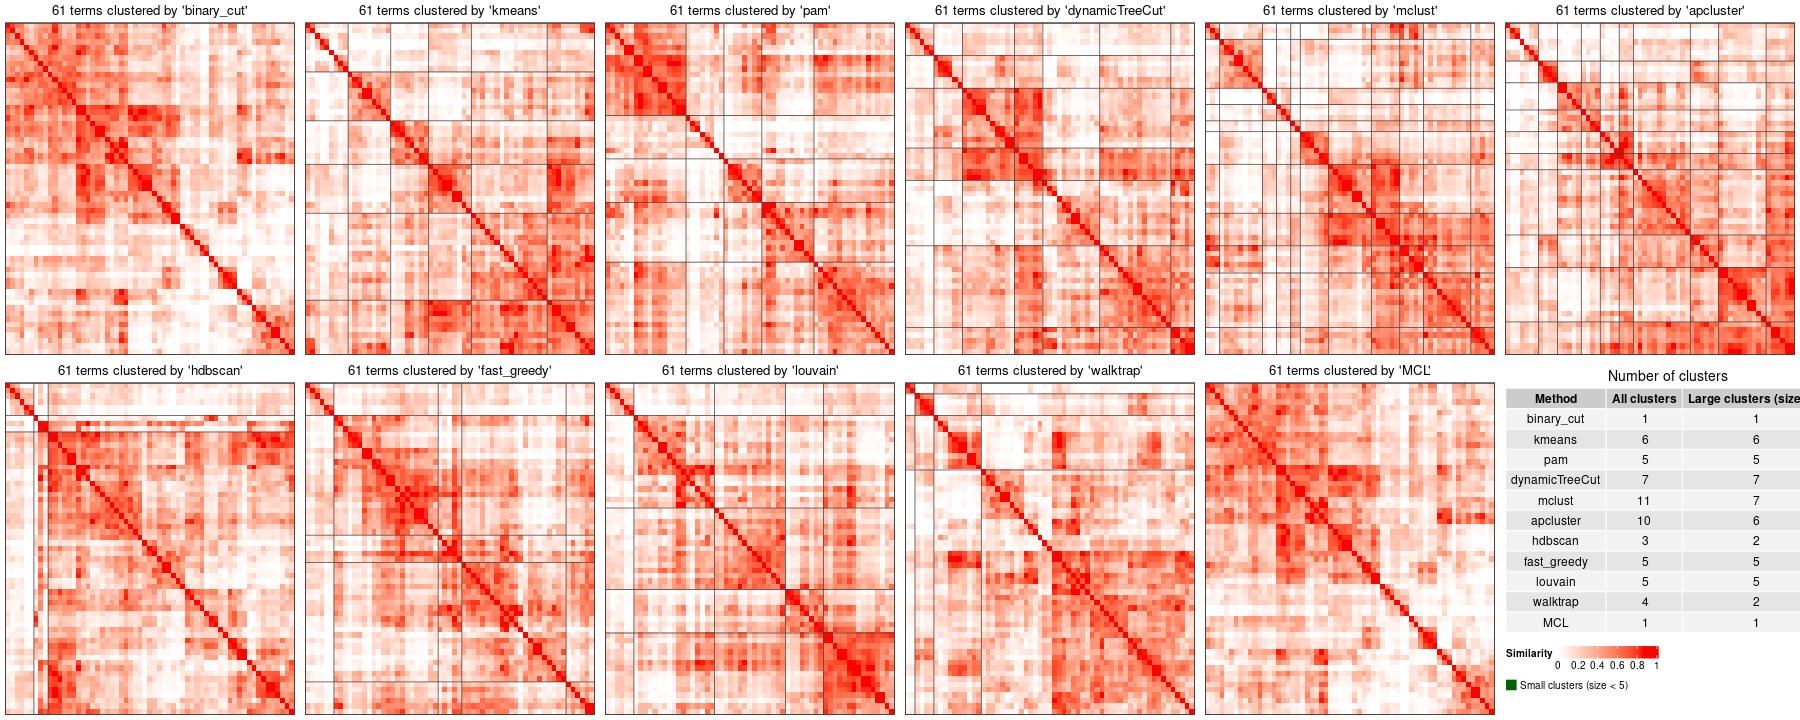 61 terms clustered by 'binary_cut'
61 terms clustered by 'kmeans'
61 terms clustered by 'pam'
61 terms clustered by 'dynamicTreeCut'
61 terms clustered by 'mclust'
61 terms clustered by 'apcluster'
61 terms clustered by 'hdbscan'
61 terms clustered by 'fast_greedy'
61 terms clustered by 'louvain'
61 terms clustered by 'walktrap'
61 terms clustered by 'MCL'
Number of clusters
Method All clusters Large clusters (size
binary_cut 1 1
kmeans 6 6
pam 5 5
dynamicTreeCut 7 7
mclust 11 7
apcluster 10 6
hdbscan 3 2
fast_greedy 5 5
louvain 5 5
walktrap 4 2
MCL 1 1
Similarity
0 0.2 0.4 0.6 0.8 1
Small clusters (size < 5)